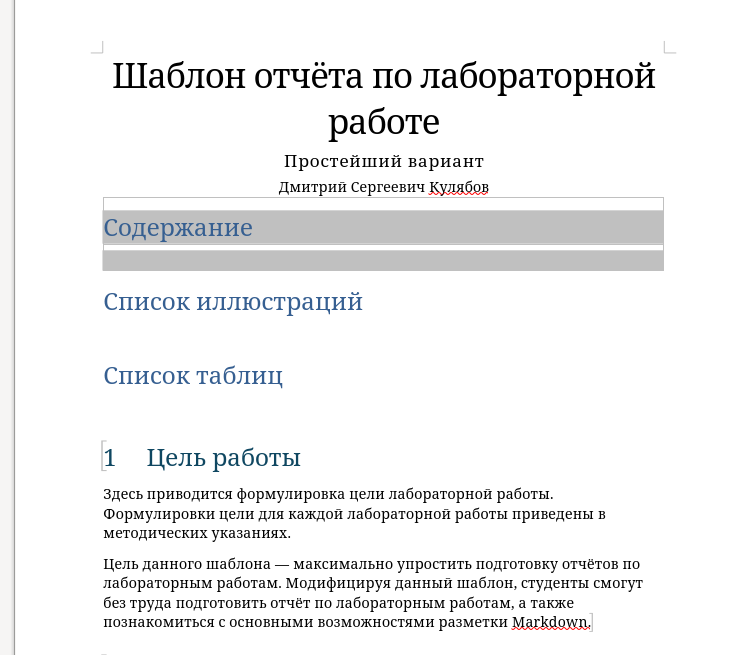 Шаблон отчёта по лабораторной
работе
Простейший вариант
Дмитрий Сергеевич Кулябов
Содержание
Список иллюстраций
Список таблиц
1 Цель работы
Здесь приводится формулировка цели лабораторной работы.
Формулировки цели для каждой лабораторной работы приведены в
методических указаниях.
Цель данного шаблона — максимально упростить подготовку отчётов по
лабораторным работам. Модифицируя данный шаблон, студенты смогут
без труда подготовить отчёт по лабораторным работам, а также
познакомиться с основными возможностями разметки Markdown.